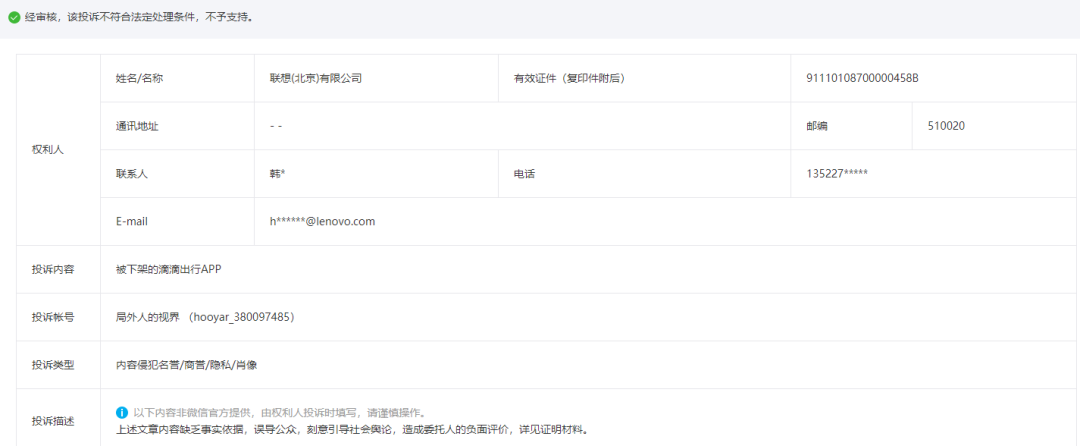 经审核，该投诉不符合法定处理条件，不予支持。
姓名/名称 联想(北京)有限公司 有效证件（复印件附后） 91110108700000458B
通讯地址 - - 邮编 510020
权利人
联系人 韩* 电话 135227*****
E-mail h******@lenovo.com
投诉内容 被下架的滴滴出行APP
投诉帐号 局外人的视界 （hooyar_380097485）
投诉类型 内容侵犯名誉/商誉/隐私/肖像
以下内容非微信官方提供，由权利人投诉时填写，请谨慎操作。
投诉描述
上述文章内容缺乏事实依据，误导公众，刻意引导社会舆论，造成委托人的负面评价，详见证明材料。